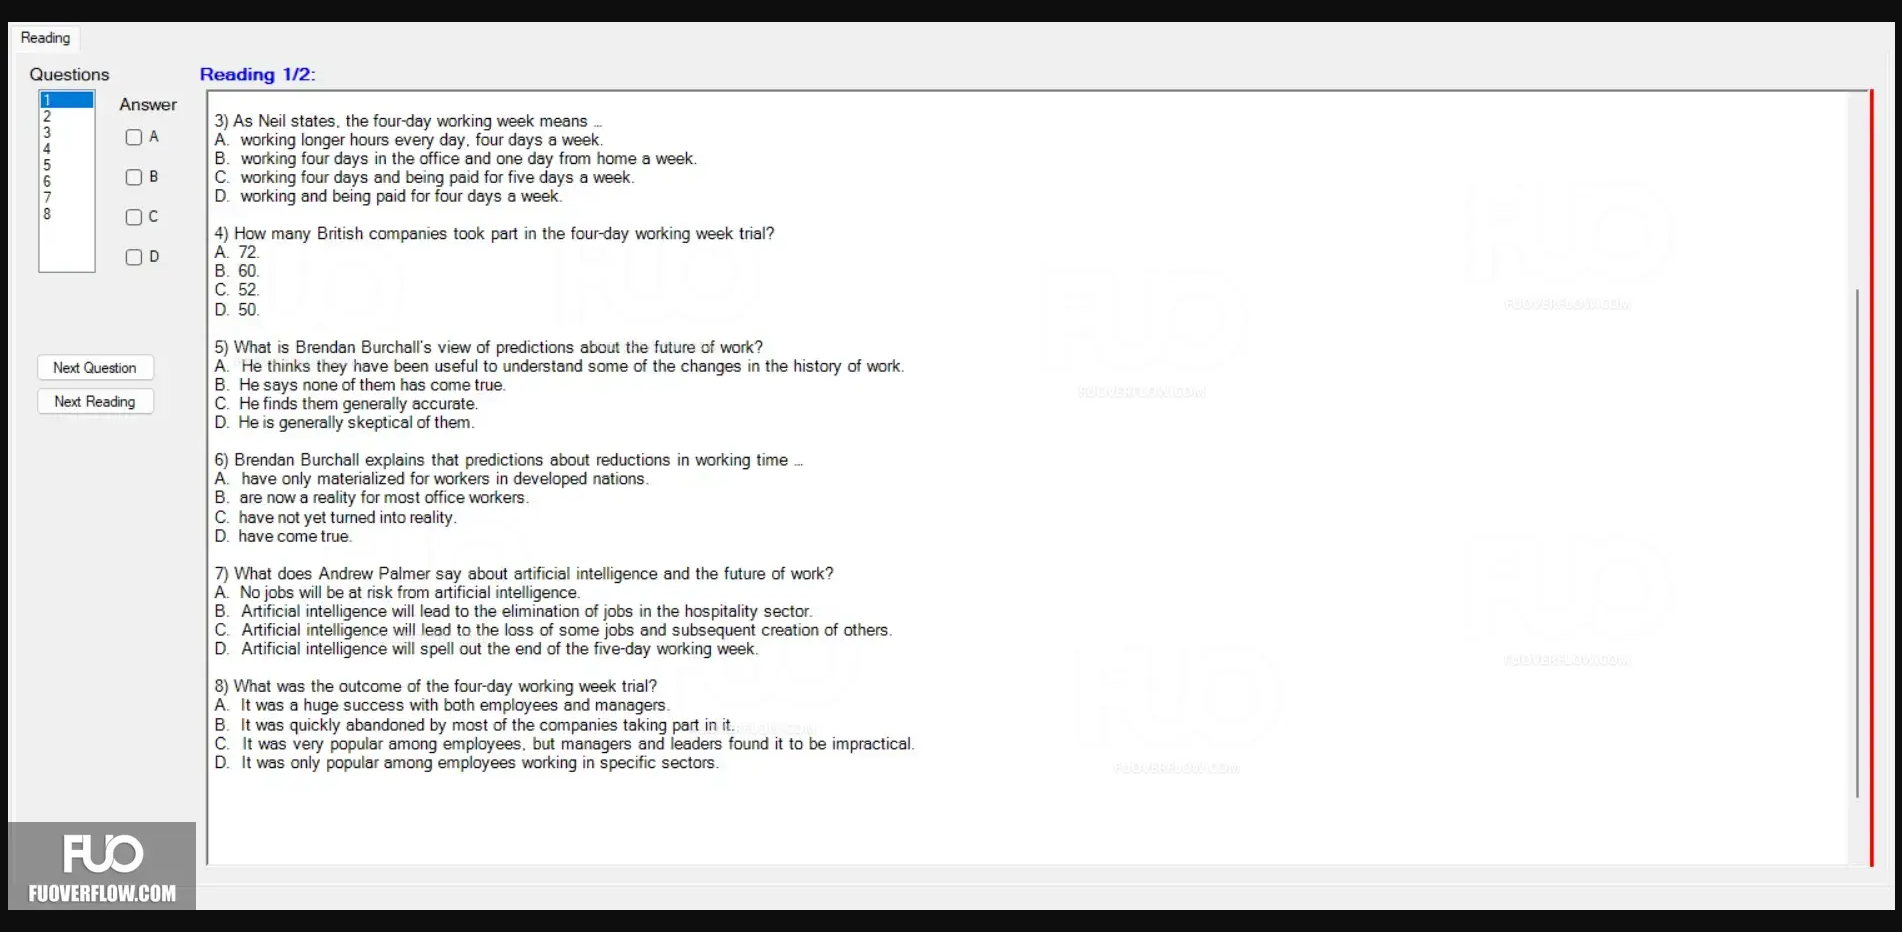 Reading
Questions
Reading 1/2:
1
2
3
4
5
6
7
8
Answer
A
B
C
D
Next Question
Next Reading
3) As Neil states, the four-day working week means ...
A. working longer hours every day, four days a week.
B. working four days in the office and one day from home a week.
C. working four days and being paid for five days a week.
D. working and being paid for four days a week.
4) How many British companies took part in the four-day working week trial?
A. 72.
B. 60.
C. 52.
D. 50.
5) What is Brendan Burchall's view of predictions about the future of work?
A. He thinks they have been useful to understand some of the changes in the history of work.
B. He says none of them has come true.
C. He finds them generally accurate.
D. He is generally skeptical of them.
6) Brendan Burchall explains that predictions about reductions in working time ...
A. have only materialized for workers in developed nations.
B. are now a reality for most office workers.
C. have not yet turned into reality.
D. have come true.
7) What does Andrew Palmer say about artificial intelligence and the future of work?
A. No jobs will be at risk from artificial intelligence.
B. Artificial intelligence will lead to the elimination of jobs in the hospitality sector.
C. Artificial intelligence will lead to the loss of some jobs and subsequent creation of others.
D. Artificial intelligence will spell out the end of the five-day working week.
8) What was the outcome of the four-day working week trial?
A. It was a huge success with both employees and managers.
B. It was quickly abandoned by most of the companies taking part in it.
C. It was very popular among employees, but managers and leaders found it to be impractical.
D. It was only popular among employees working in specific sectors.
FUO
FUOVERFLOW.COM
FUO
FUOVERFLOW.COM
FUO
FUOVERFLOW.COM
FUO
FUOVERFLOW.COM
FUO
FUOVERFLOW.COM